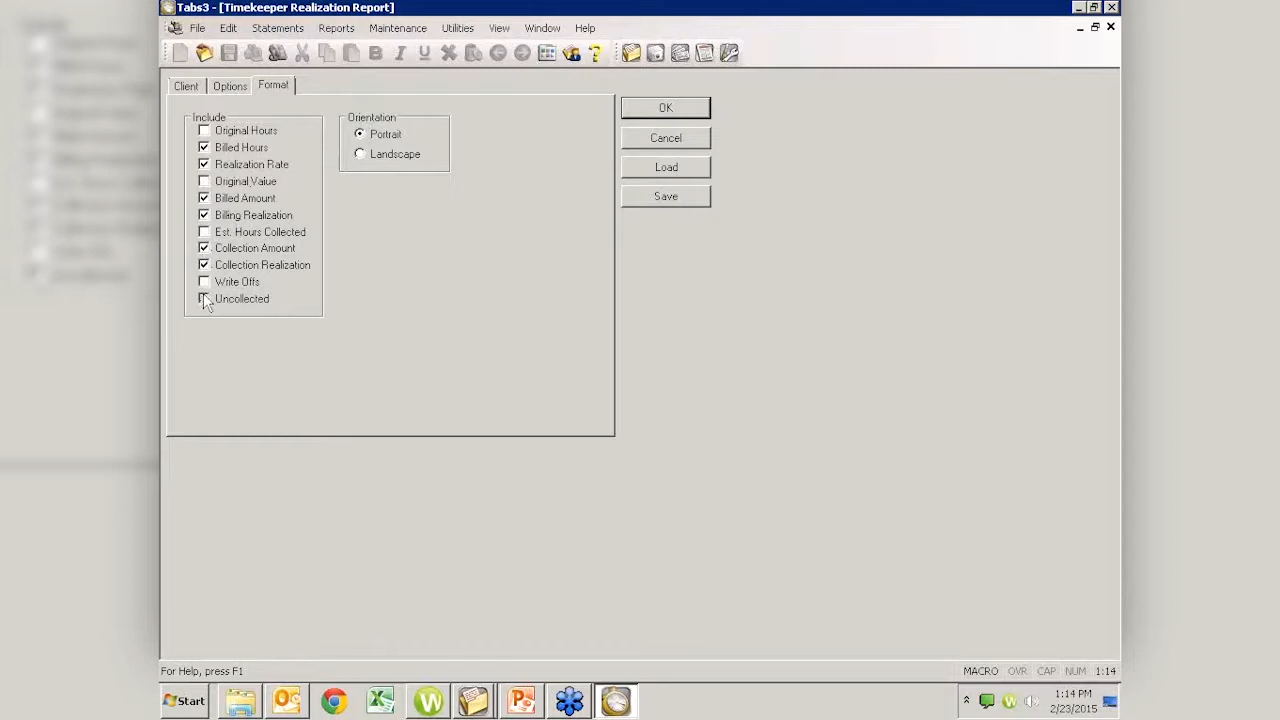 Tabs3 - [Timekeeper Realization Report]
File Edit Statements Reports Maintenance Utilities View Window Help
Client Options Format
Include
Original Hours
Billed Hours
Realization Rate
Original Value
Billed Amount
Billing Realization
Est. Hours Collected
Collection Amount
Collection Realization
Write Offs
Uncollected
Orientation
Portrait
Landscape
OK
Cancel
Load
Save
For Help, press F1
MACRO OVR CAP NUM 1:14
Start
1:14 PM
2/23/2015